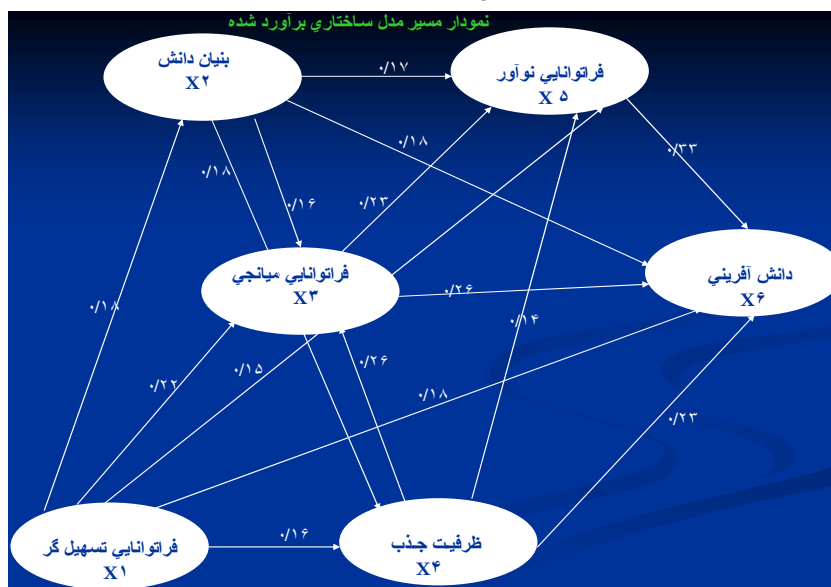 نمودار مسير مدل ساختاري برآورد شده
بنيان دانش
X۲
۰/۱۷
فراتوانايي نوآور
X ۵
۰/۱۸
۰/۳۳
۰/۱۸
۰/۱۶
۰/۲۳
فراتوانايي ميانجي
X۳
دانش آفريني
X۶
۰/۲۶
۰/۱۸
۰/۱۴
۰/۲۲
۰/۱۵
۰/۲۶
۰/۱۸
۰/۲۳
فراتوانايي تسهيل گر
X۱
۰/۱۶
ظرفيت جذب
X۴